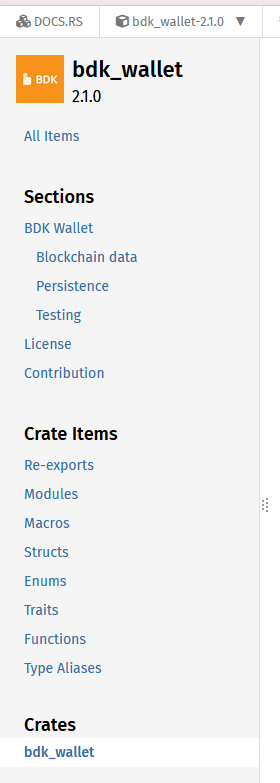 DOCS.RS bdk_wallet-2.1.0
BDK
bdk_wallet
2.1.0
All Items
Sections
BDK Wallet
Blockchain data
Persistence
Testing
License
Contribution
Crate Items
Re-exports
Modules
Macros
Structs
Enums
Traits
Functions
Type Aliases
Crates
bdk_wallet